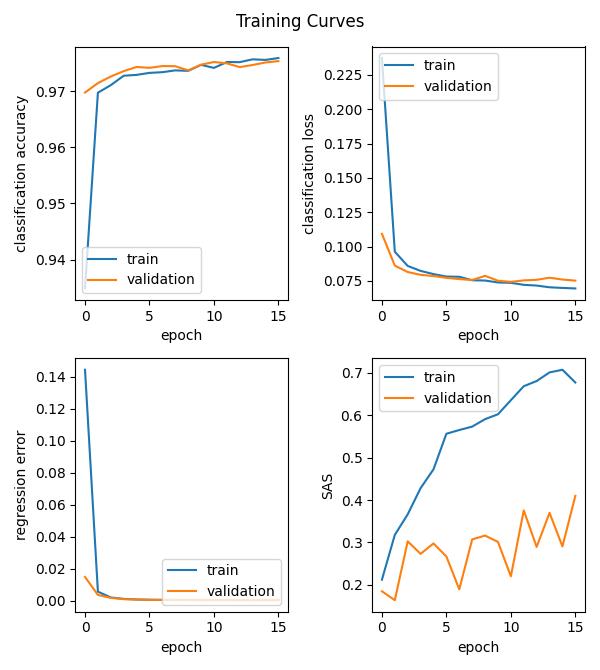 Training Curves
classification accuracy
0.97
0.96
0.95
0.94
train
validation
0
5
10
15
epoch
classification loss
0.225
0.200
0.175
0.150
0.125
0.100
0.075
train
validation
0
5
10
15
epoch
regression error
0.14
0.12
0.10
0.08
0.06
0.04
0.02
0.00
train
validation
0
5
10
15
epoch
SAS
0.7
0.6
0.5
0.4
0.3
0.2
train
validation
0
5
10
15
epoch